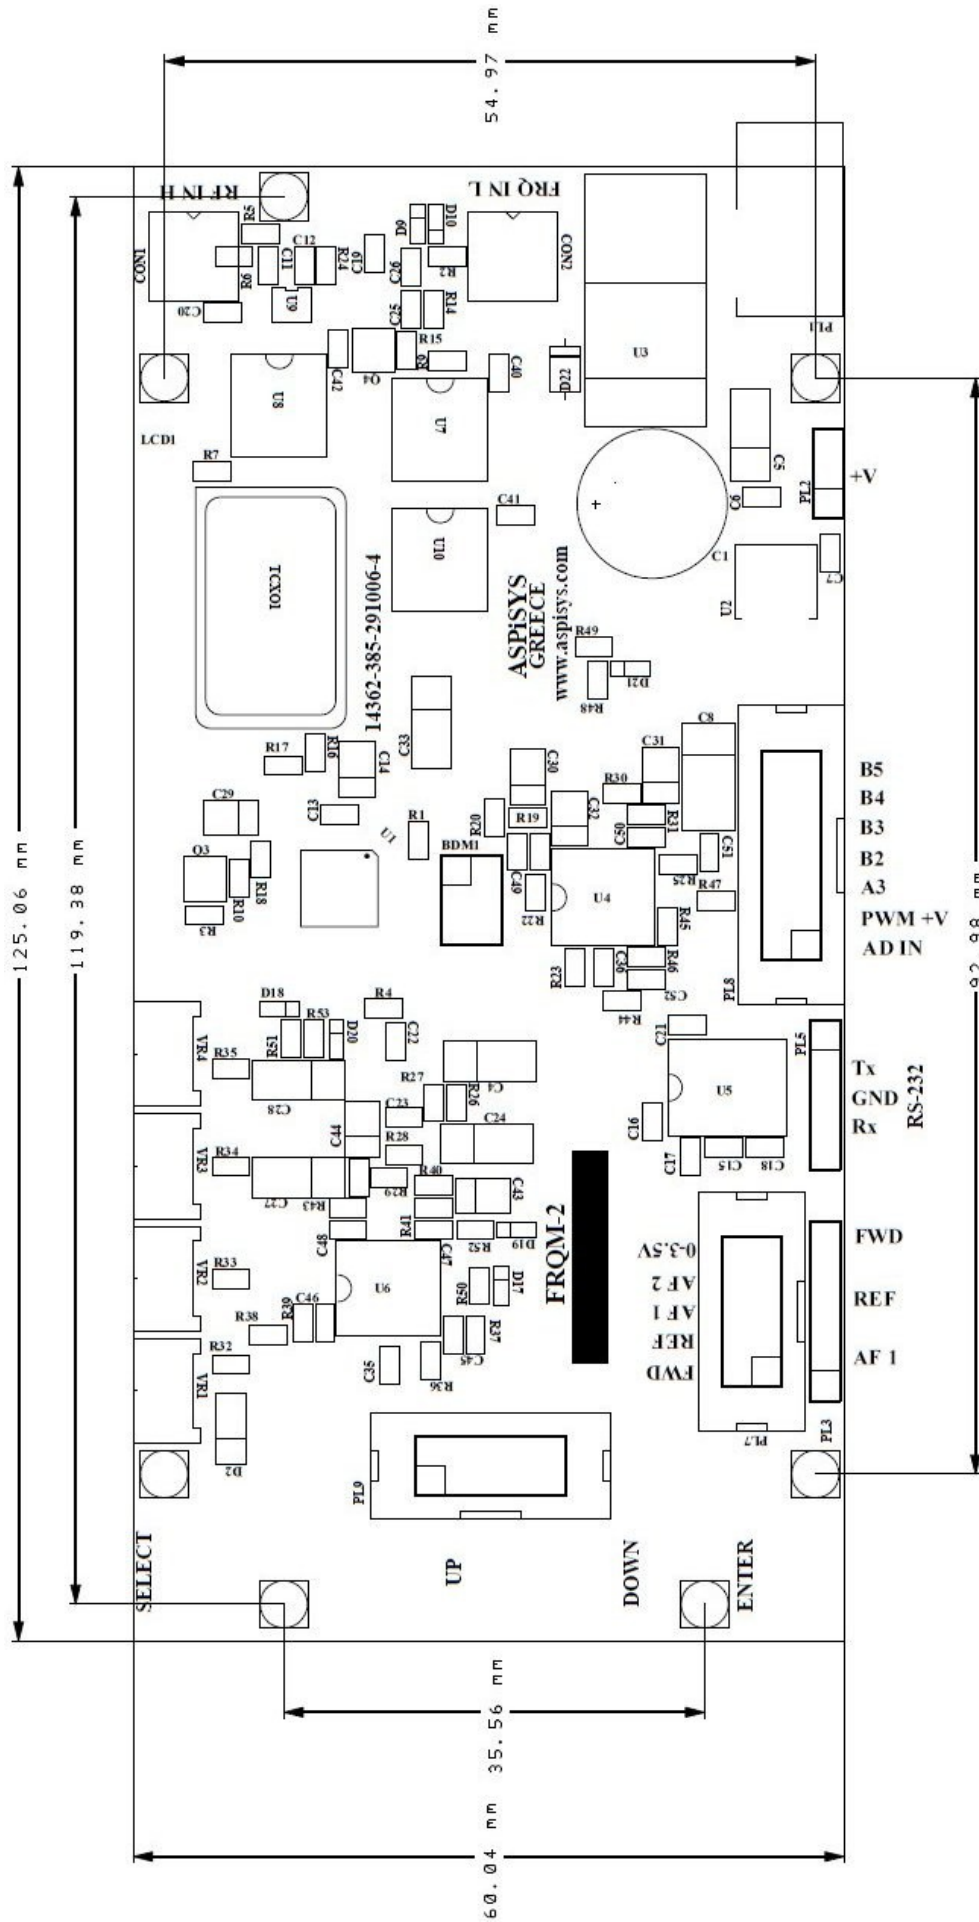 54.97 mm
125.06 mm
119.38 mm
92.98 mm
35.56 mm
60.04 mm
RF IN H
FRQ IN L
CON1
R5
R6
C11
C12
R24
C19
C26
D9
D10
R2
CON2
C20
U9
C25
R14
R15
R9
PL1
U3
C42
Q4
C40
D22
U8
U7
LCD1
R7
C5
C6
PL2
+V
C41
TCXO1
U10
C1
C7
U2
14362-385-291006-4
ASPiSYS
GREECE
www.aspisys.com
R49
D21
R48
R17
R16
C14
C33
C8
C31
C30
R30
C32
R31
C29
C13
U1
R1
R20
R19
C50
C51
Q3
R18
R10
R3
BDM1
C49
R22
U4
R25
R47
R45
B5
B4
B3
B2
A3
PWM +V
AD IN
PL8
R23
C36
R46
C52
R44
D18
R53
R51
D20
R4
C22
C21
PL5
VR4
R35
C28
R27
R26
C4
U5
Tx
GND
Rx
RS-232
C23
C24
C16
C44
R28
C17
C15
C18
VR3
R34
C27
R43
R29
R40
C43
C48
R41
C47
R52
D19
FRQM-2
VR2
R33
U6
R50
D17
0-3.5V
AF 2
AF 1
REF
FWD
FWD
REF
AF 1
R39
C46
R38
R37
C45
R32
C35
R36
VR1
D2
PL7
PL3
PL9
SELECT
UP
DOWN
ENTER